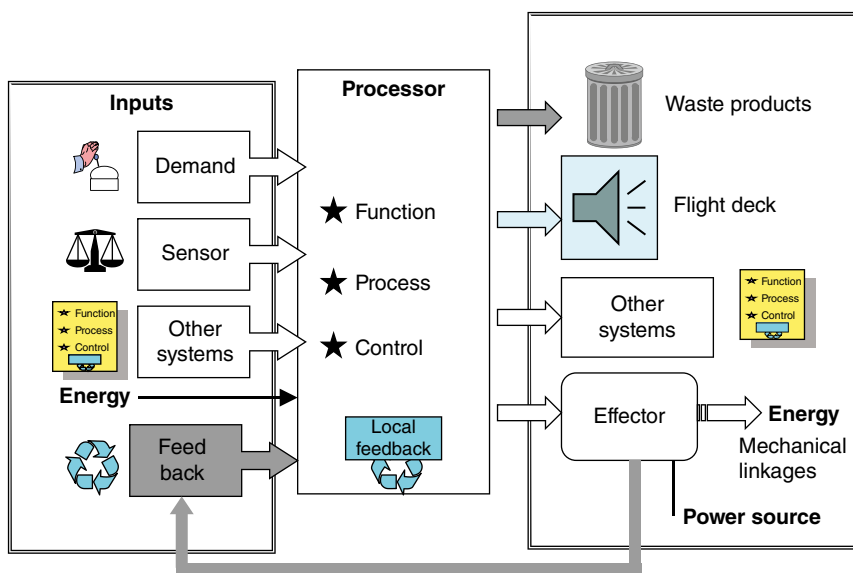 Inputs
Demand
Sensor
Function
Process
Control
Other
systems
Energy
Feed
back
Processor
Function
Process
Control
Local
feedback
Waste products
Flight deck
Other
systems
Function
Process
Control
Effector
Energy
Mechanical
linkages
Power source